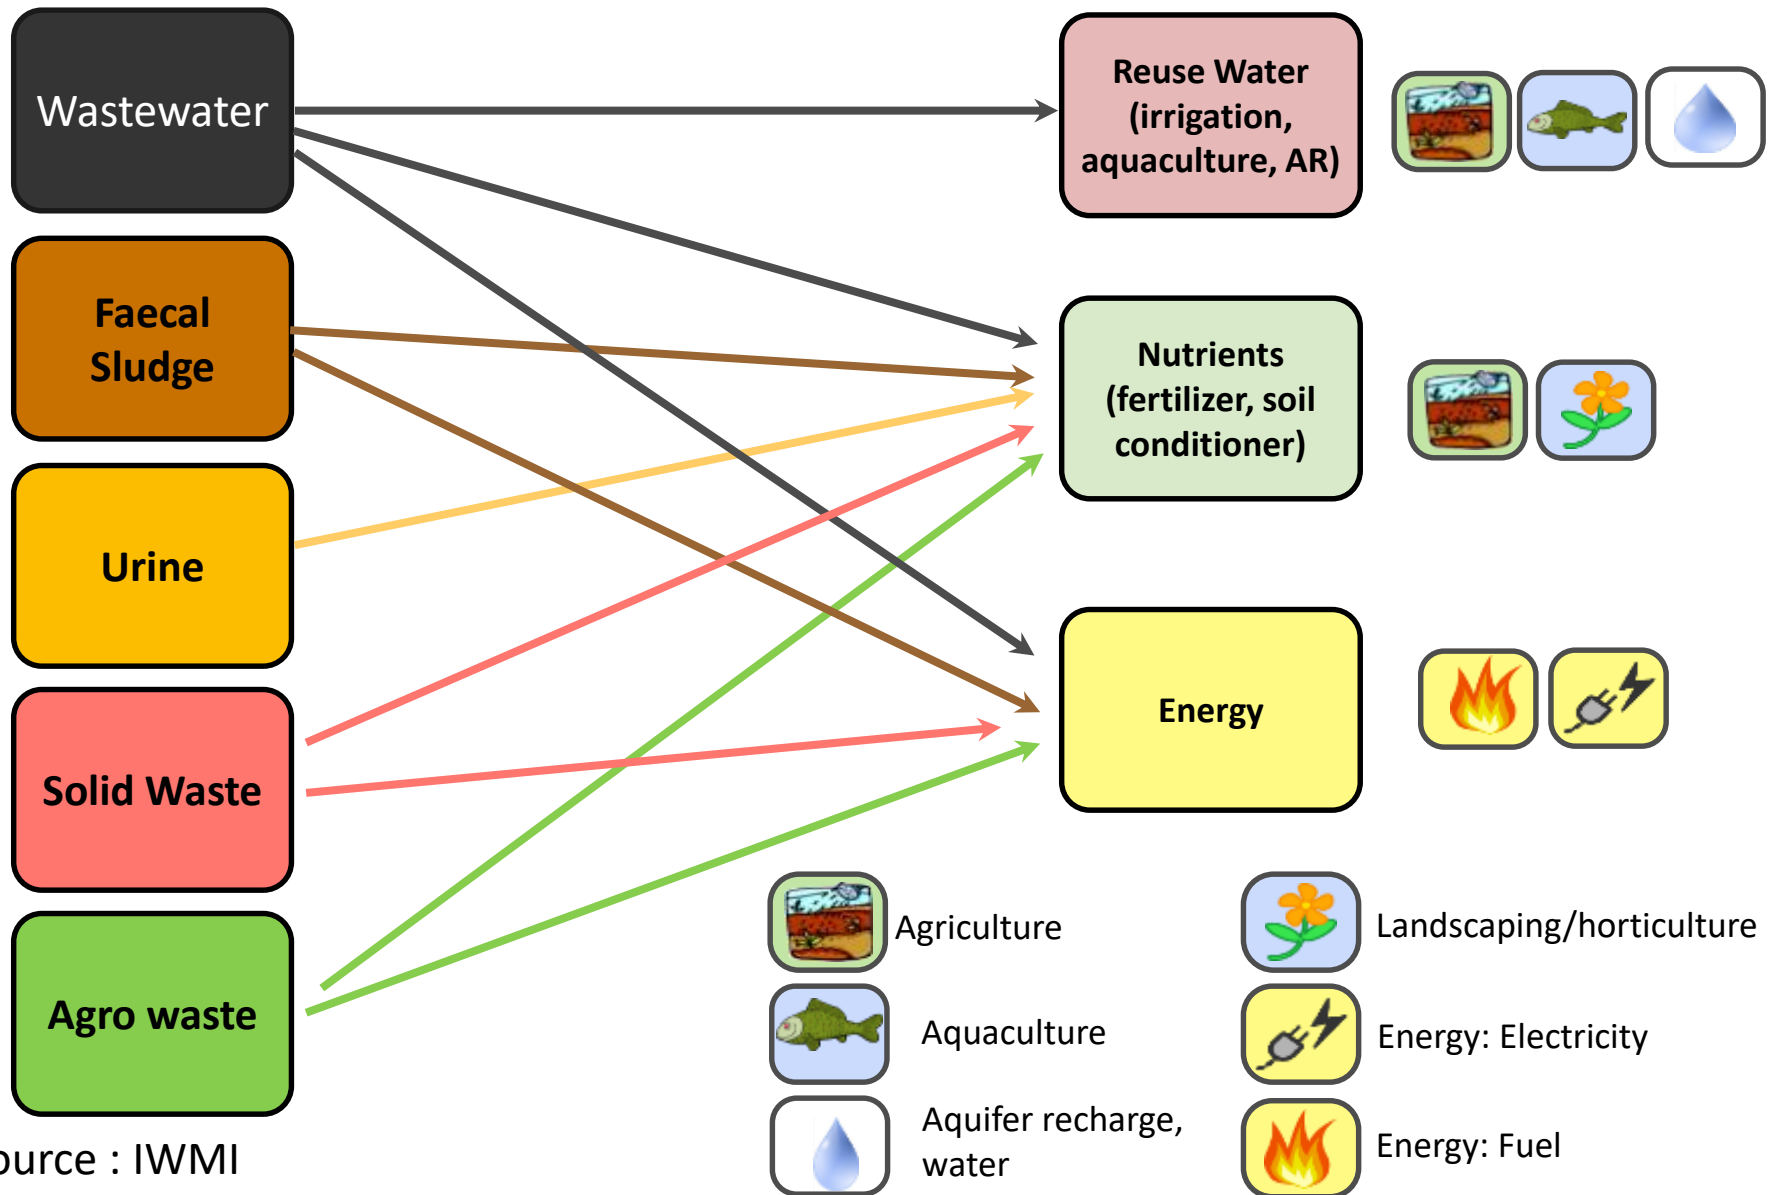 Wastewater
Faecal
Sludge
Urine
Solid Waste
Agro waste
Reuse Water
(irrigation,
aquaculture, AR)
Nutrients
(fertilizer, soil
conditioner)
Energy
Agriculture
Aquaculture
Aquifer recharge,
water
Landscaping/horticulture
Energy: Electricity
Energy: Fuel
ource : IWMI